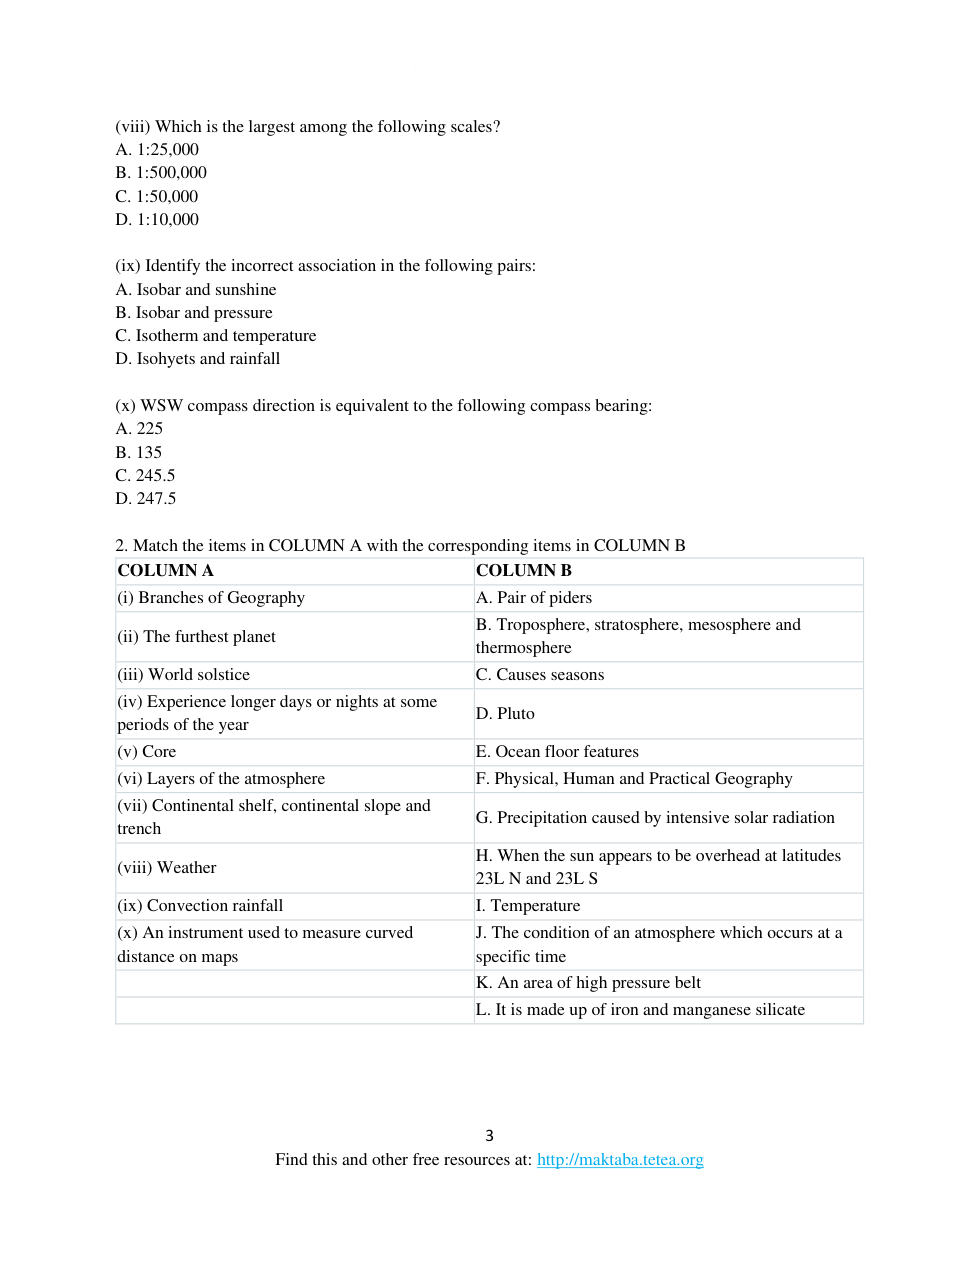 (viii) Which is the largest among the following scales?
A. 1:25,000
B. 1:500,000
C. 1:50,000
D. 1:10,000
(ix) Identify the incorrect association in the following pairs:
A. Isobar and sunshine
B. Isobar and pressure
C. Isotherm and temperature
D. Isohyets and rainfall
(x) WSW compass direction is equivalent to the following compass bearing:
A. 225
B. 135
C. 245.5
D. 247.5
2. Match the items in COLUMN A with the corresponding items in COLUMN B
COLUMN A
COLUMN B
(i) Branches of Geography
A. Pair of piders
(ii) The furthest planet
B. Troposphere, stratosphere, mesosphere and
thermosphere
(iii) World solstice
C. Causes seasons
(iv) Experience longer days or nights at some
periods of the year
D. Pluto
(v) Core
E. Ocean floor features
(vi) Layers of the atmosphere
F. Physical, Human and Practical Geography
(vii) Continental shelf, continental slope and
trench
G. Precipitation caused by intensive solar radiation
(viii) Weather
H. When the sun appears to be overhead at latitudes
23L N and 23L S
(ix) Convection rainfall
I. Temperature
(x) An instrument used to measure curved
distance on maps
J. The condition of an atmosphere which occurs at a
specific time
K. An area of high pressure belt
L. It is made up of iron and manganese silicate
3
Find this and other free resources at: http://maktaba.tetea.org